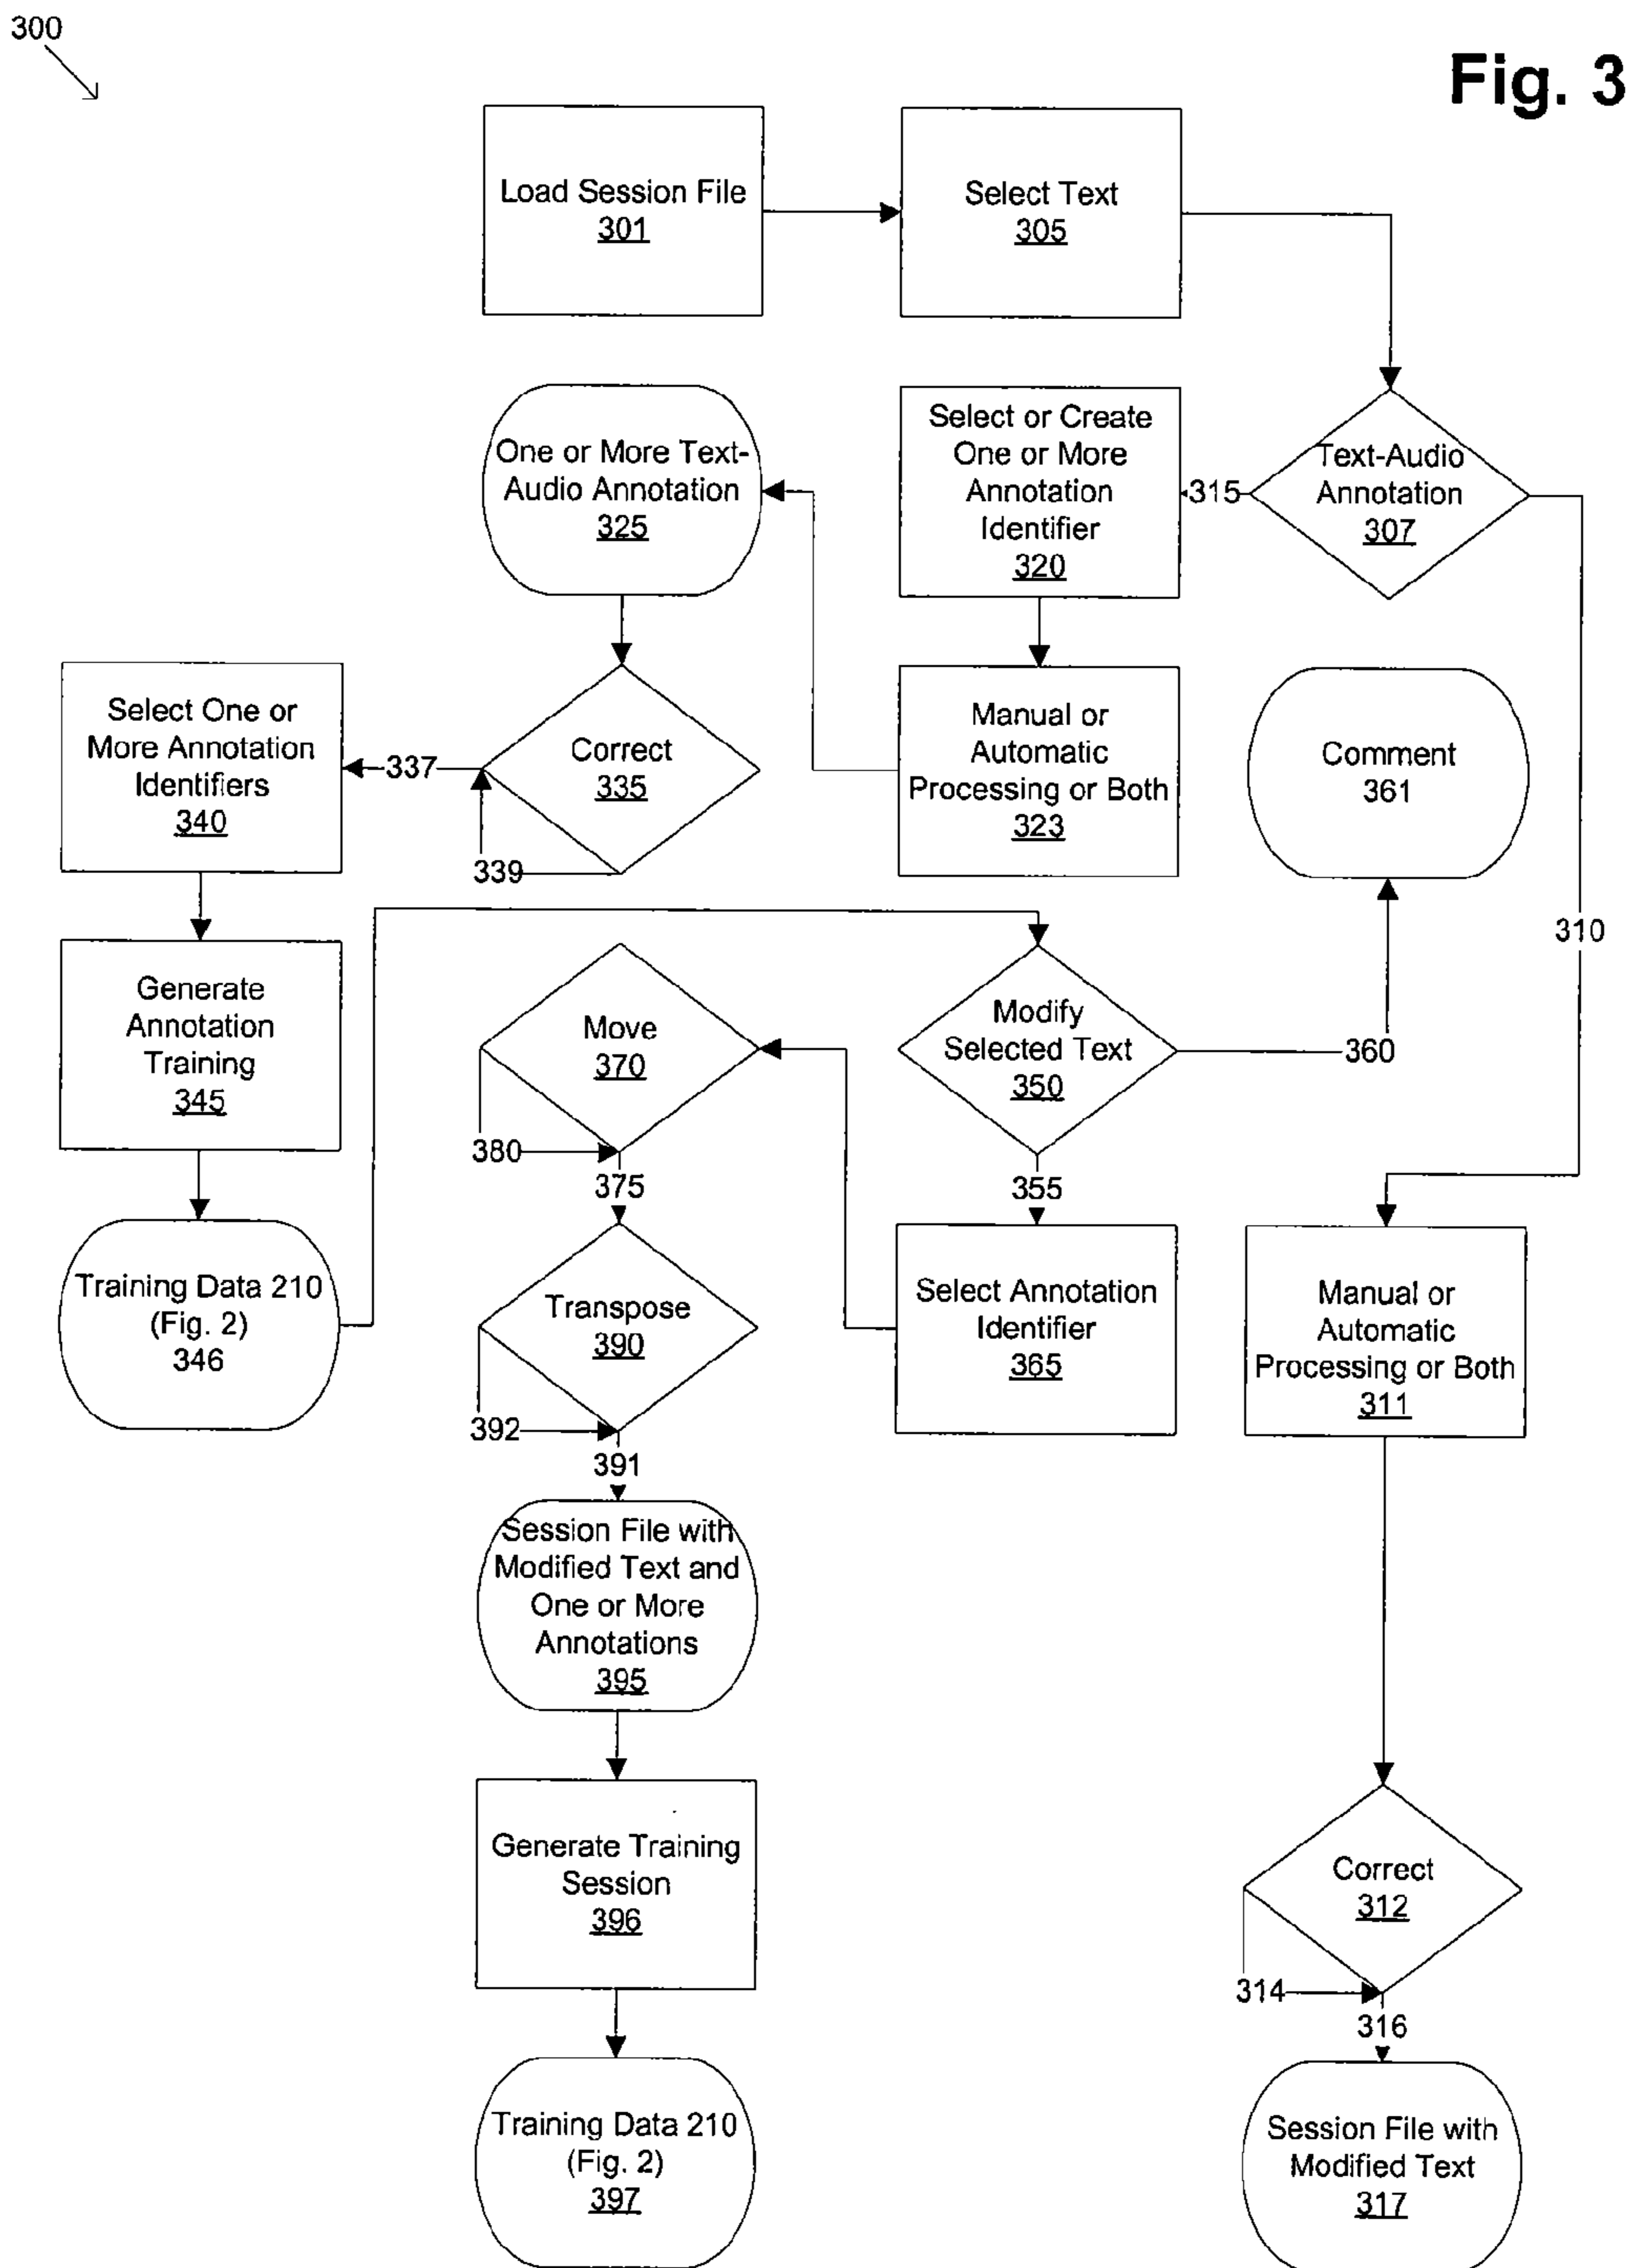 300
Fig. 3
Load Session File
301
Select Text
305
One or More Text-
Audio Annotation
325
Select or Create
One or More
Annotation
Identifier
320
315
Text-Audio
Annotation
307
Select One or
More Annotation
Identifiers
340
337
Correct
335
339
Manual or
Automatic
Processing or Both
323
Comment
361
310
Generate
Annotation
Training
345
Move
370
380
375
Modify
Selected Text
350
360
355
Training Data 210
(Fig. 2)
346
Transpose
390
392
391
Select Annotation
Identifier
365
Manual or
Automatic
Processing or Both
311
Session File with
Modified Text and
One or More
Annotations
395
Generate Training
Session
396
Correct
312
314
316
Training Data 210
(Fig. 2)
397
Session File with
Modified Text
317